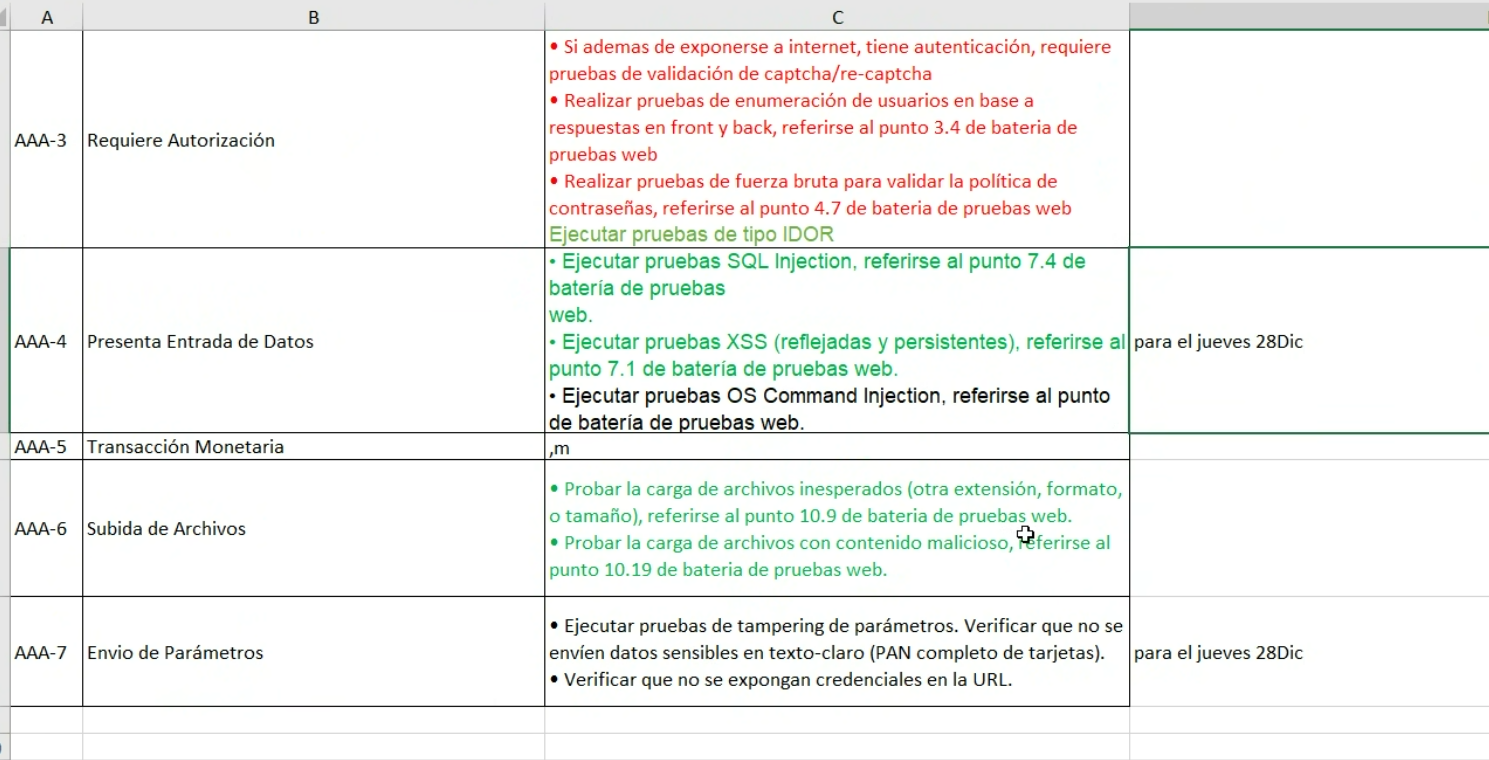 A B C
• Si ademas de exponerse a internet, tiene autenticación, requiere
pruebas de validación de captcha/re-captcha
• Realizar pruebas de enumeración de usuarios en base a
respuestas en front y back, referirse al punto 3.4 de bateria de
pruebas web
• Realizar pruebas de fuerza bruta para validar la política de
contraseñas, referirse al punto 4.7 de bateria de pruebas web
Ejecutar pruebas de tipo IDOR
AAA-3 Requiere Autorización
• Ejecutar pruebas SQL Injection, referirse al punto 7.4 de
batería de pruebas
web.
• Ejecutar pruebas XSS (reflejadas y persistentes), referirse al
punto 7.1 de batería de pruebas web.
• Ejecutar pruebas OS Command Injection, referirse al punto
de batería de pruebas web.
AAA-4 Presenta Entrada de Datos
para el jueves 28Dic
AAA-5 Transacción Monetaria ,m
• Probar la carga de archivos inesperados (otra extensión, formato,
o tamaño), referirse al punto 10.9 de bateria de pruebas web.
• Probar la carga de archivos con contenido malicioso, referirse al
punto 10.19 de bateria de pruebas web.
AAA-6 Subida de Archivos
• Ejecutar pruebas de tampering de parámetros. Verificar que no se
envíen datos sensibles en texto-claro (PAN completo de tarjetas).
• Verificar que no se expongan credenciales en la URL.
AAA-7 Envio de Parámetros
para el jueves 28Dic